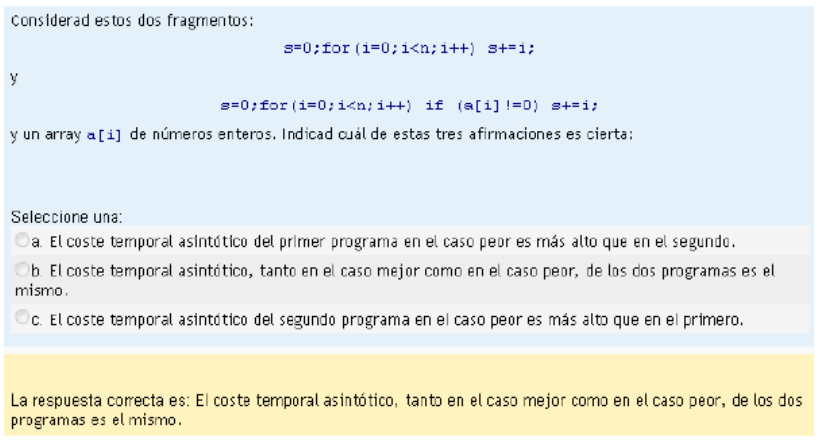 Considerad estos dos fragmentos:
s=0;for(i=0;i<n;i++) s+=i;
y
s=0;for(i=0;i<n;i++) if (a[i]!=0) s+=i;
y un array a[i] de números enteros. Indicad cuál de estas tres afirmaciones es cierta:
Seleccione una:
a. El coste temporal asintótico del primer programa en el caso peor es más alto que en el segundo.
b. El coste temporal asintótico, tanto en el caso mejor como en el caso peor, de los dos programas es el
mismo.
c. El coste temporal asintótico del segundo programa en el caso peor es más alto que en el primero.
La respuesta correcta es: El coste temporal asintótico, tanto en el caso mejor como en el caso peor, de los dos
programas es el mismo.